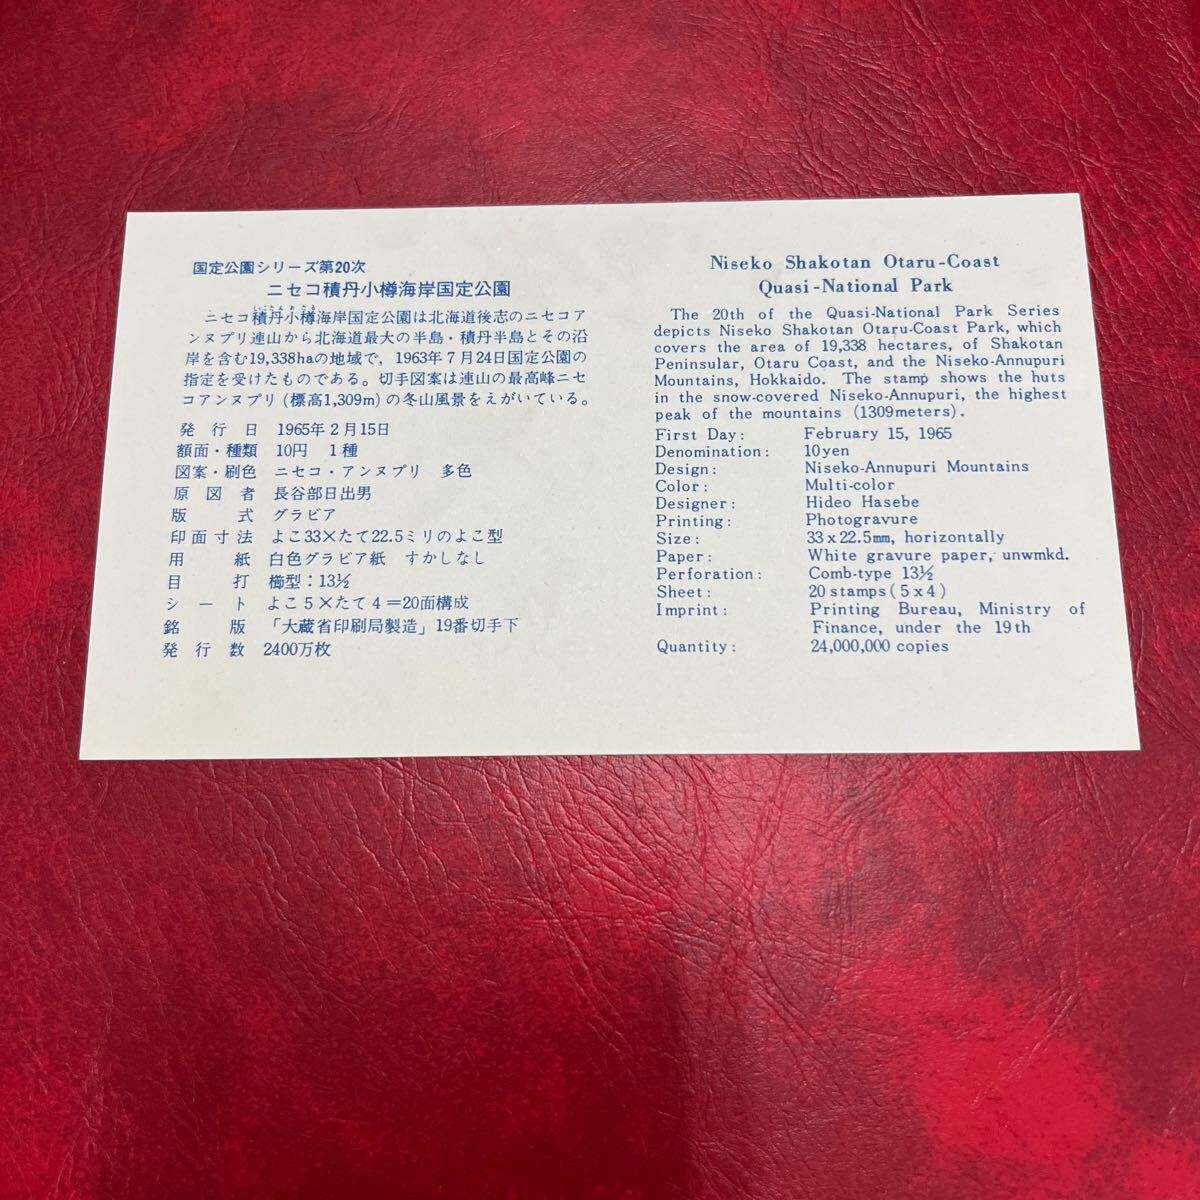 国定公園シリーズ第20次
ニセコ積丹小樽海岸国定公園
ニセコ積丹小樽海岸国定公園は北海道後志のニセコア
ンヌプリ連山から北海道最大の半島・積丹半島とその沿
岸を含む19,338haの地域で，1963年7月24日国定公園の
指定を受けたものである。切手図案は連山の最高峰ニセ
コアンヌプリ(標高1,309m)の冬山風景をえがいている。
発行日 1965年2月15日
額面・種類 10円 1種
図案・刷色 ニセコ・アンヌプリ 多色
原図者 長谷部日出男
版式 グラビア
印面寸法 よこ33×たて22.5ミリのよこ型
用紙 白色グラビア紙 すかしなし
目打 櫛型：13½
シート よこ5×たて4＝20面構成
銘版 「大蔵省印刷局製造」19番切手下
発行数 2400万枚
Niseko Shakotan Otaru-Coast
Quasi-National Park
The 20th of the Quasi-National Park Series
depicts Niseko Shakotan Otaru-Coast Park, which
covers the area of 19,338 hectares, of Shakotan
Peninsular, Otaru Coast, and the Niseko-Annupuri
Mountains, Hokkaido. The stamp shows the huts
in the snow-covered Niseko-Annupuri, the highest
peak of the mountains (1309meters).
First Day: February 15, 1965
Denomination: 10yen
Design: Niseko-Annupuri Mountains
Color: Multi-color
Designer: Hideo Hasebe
Printing: Photogravure
Size: 33 x 22.5mm, horizontally
Paper: White gravure paper, unwmkd.
Perforation: Comb-type 13½
Sheet: 20 stamps (5 x 4)
Imprint: Printing Bureau, Ministry of
Finance, under the 19th
Quantity: 24,000,000 copies